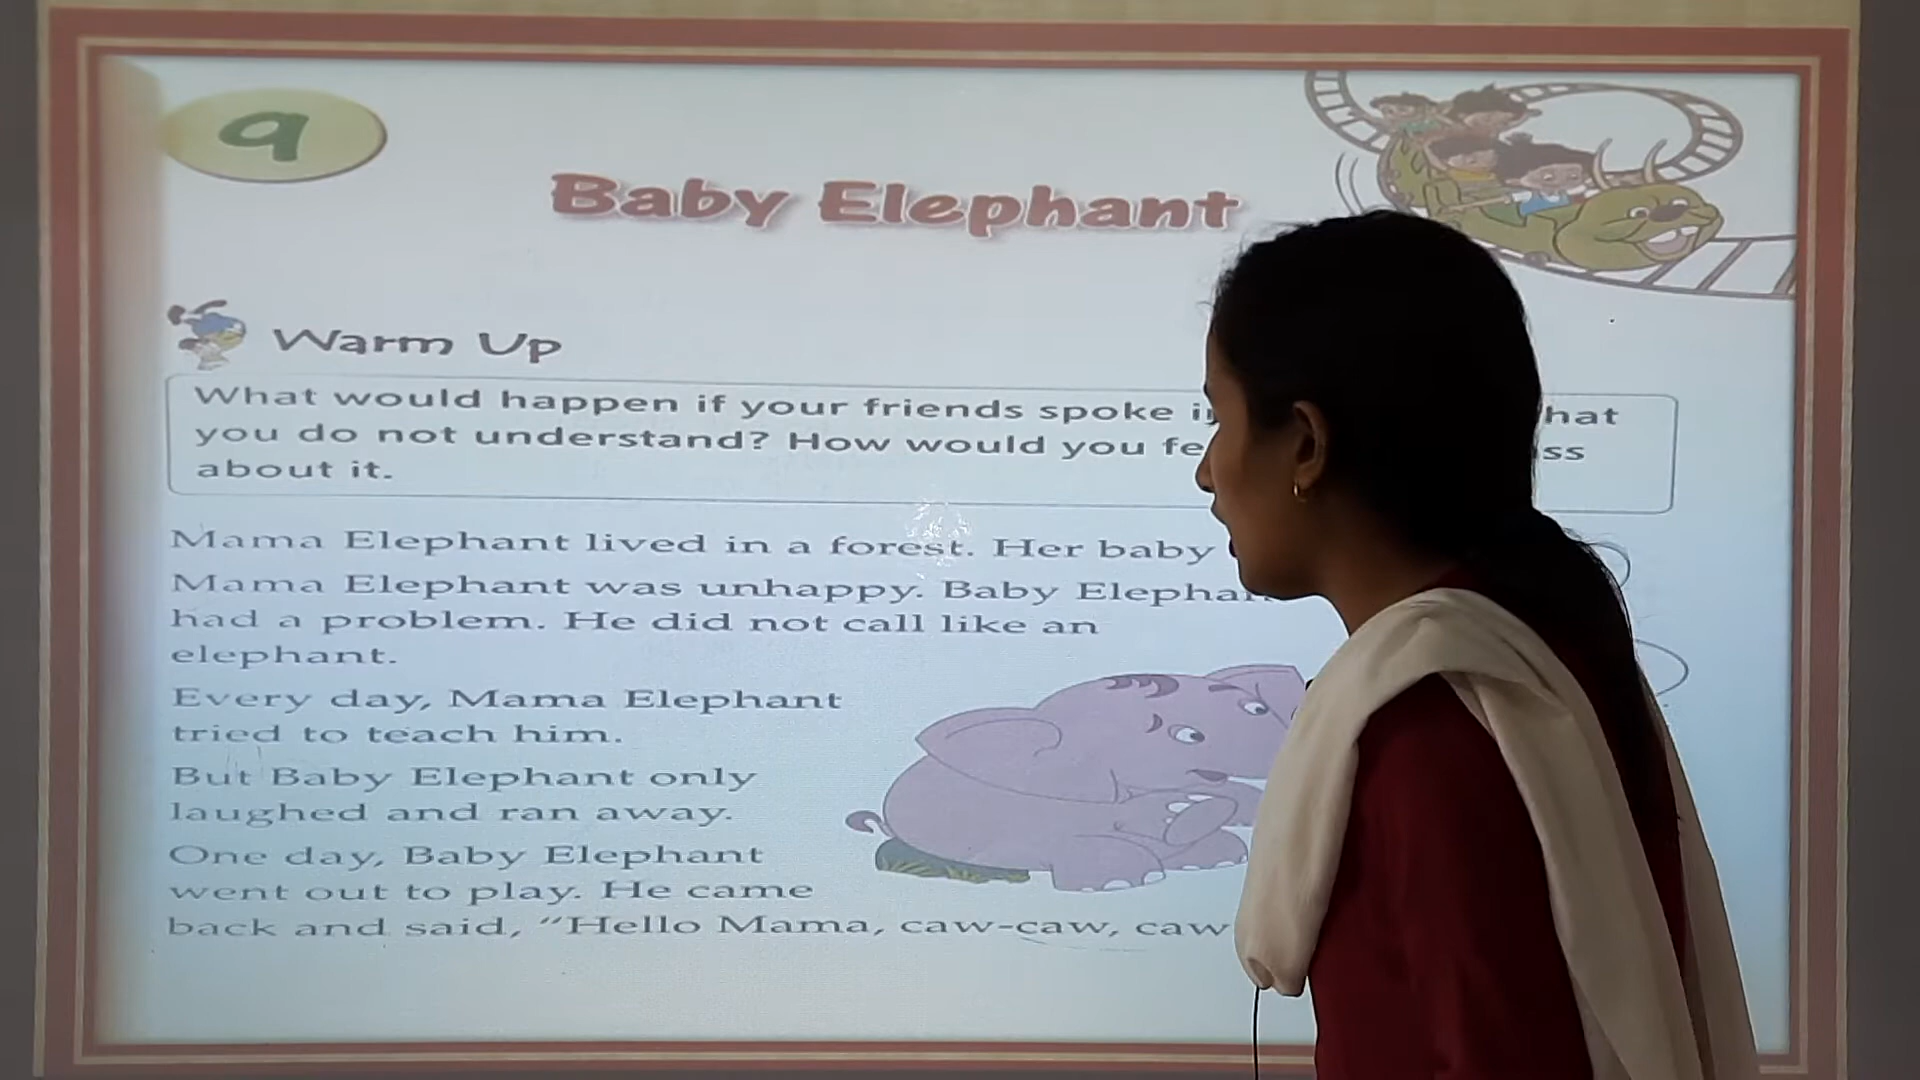 9
Baby Elephant
Warm Up
What would happen if your friends spoke
you do not understand? How would you
about it.
Mama Elephant lived in a forest. Her baby
Mama Elephant was unhappy. Baby
had a problem. He did not call like an
elephant.
Every day, Mama Elephant
tried to teach him.
But Baby Elephant only
laughed and ran away.
One day, Baby Elephant
went out to play. He came
back and said, “Hello Mama, caw-caw, caw